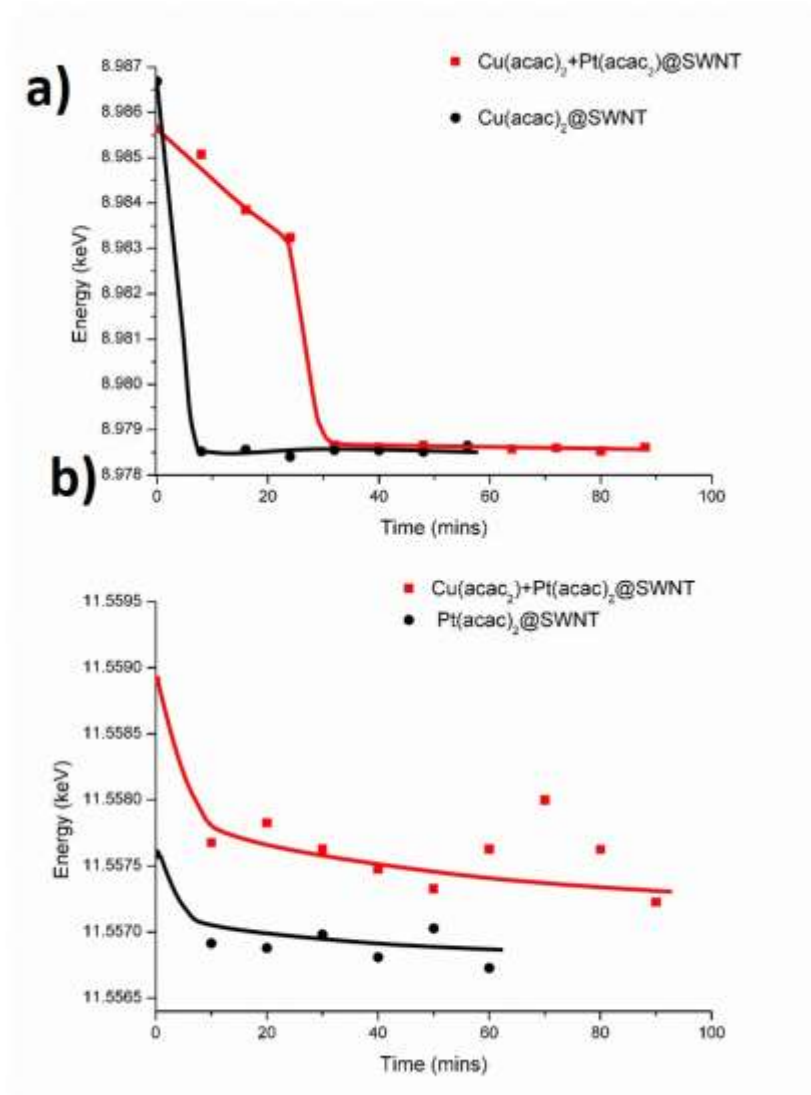 a)
Cu(acac)₂+Pt(acac₂)@SWNT
Cu(acac)₂@SWNT
8.987
8.986
8.985
8.984
8.983
8.982
8.981
8.980
8.979
8.978
Energy (keV)
0 20 40 60 80 100
Time (mins)
b)
Cu(acac₂)+Pt(acac)₂@SWNT
Pt(acac)₂@SWNT
11.5595
11.5590
11.5585
11.5580
11.5575
11.5570
11.5565
Energy (keV)
0 20 40 60 80 100
Time (mins)